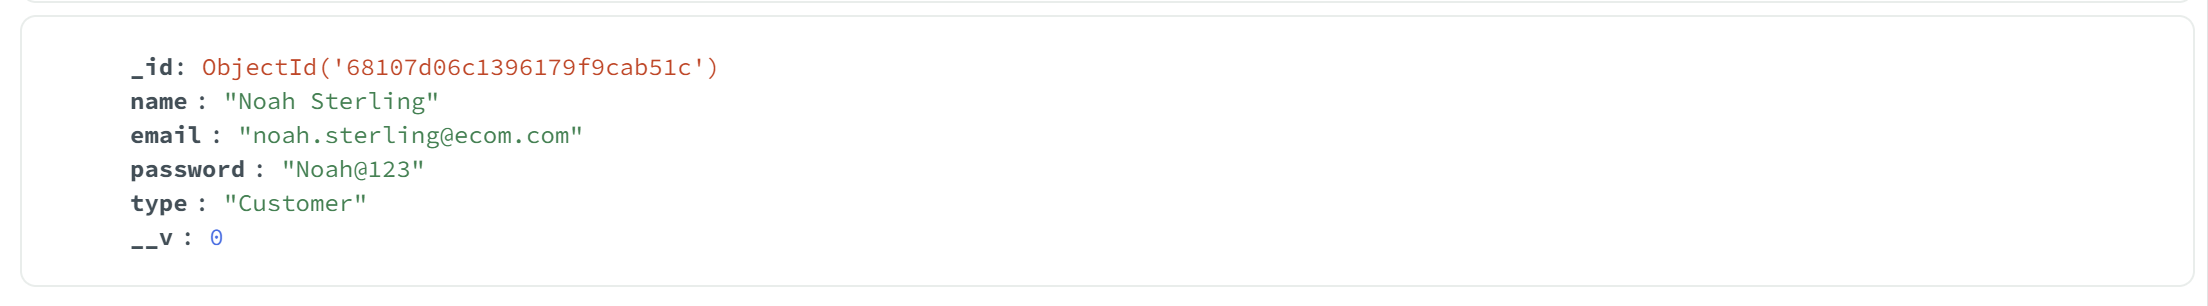 _id: ObjectId('68107d06c1396179f9cab51c')
name : "Noah Sterling"
email : "noah.sterling@ecom.com"
password : "Noah@123"
type : "Customer"
__v : 0